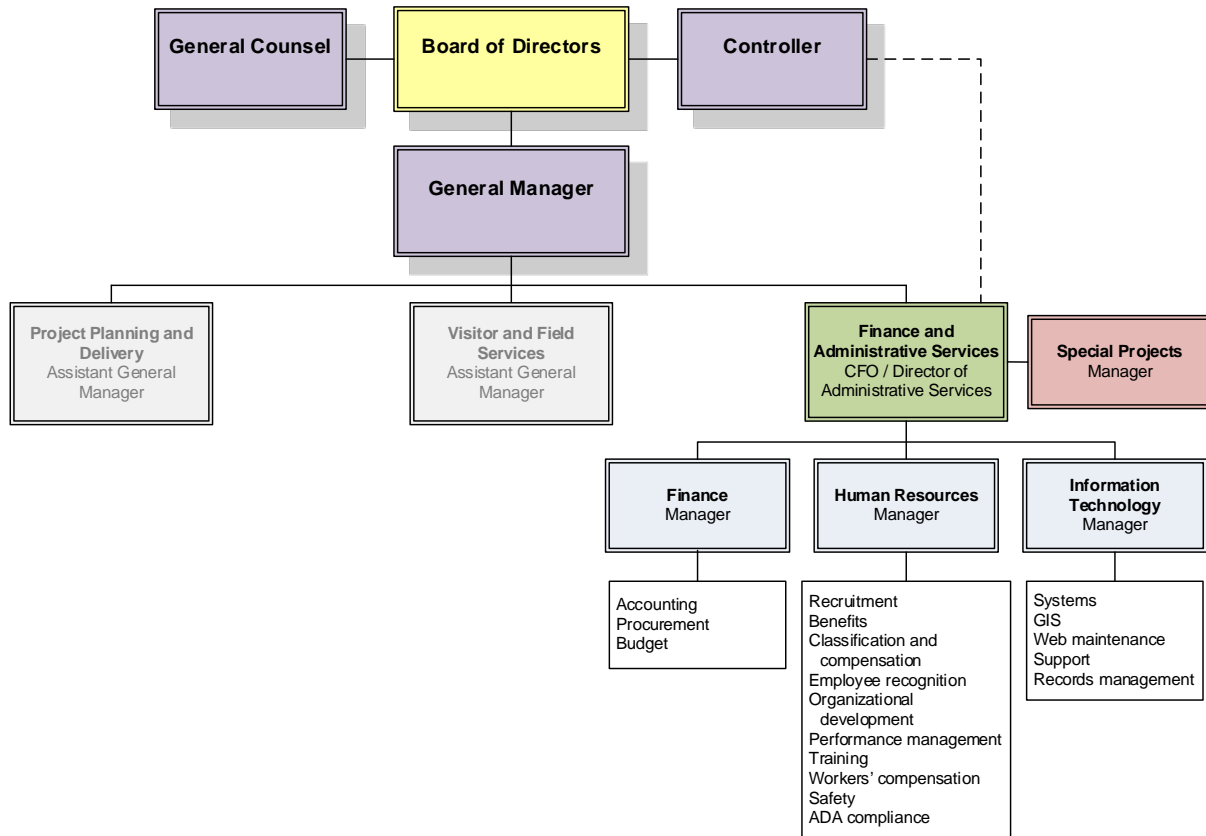 General Counsel
Board of Directors
Controller
General Manager
Project Planning and
Delivery
Assistant General
Manager
Visitor and Field
Services
Assistant General
Manager
Finance and
Administrative Services
CFO / Director of
Administrative Services
Special Projects
Manager
Finance
Manager
Human Resources
Manager
Information
Technology
Manager
Accounting
Procurement
Budget
Recruitment
Benefits
Classification and
compensation
Employee recognition
Organizational
development
Performance management
Training
Workers’ compensation
Safety
ADA compliance
Systems
GIS
Web maintenance
Support
Records management